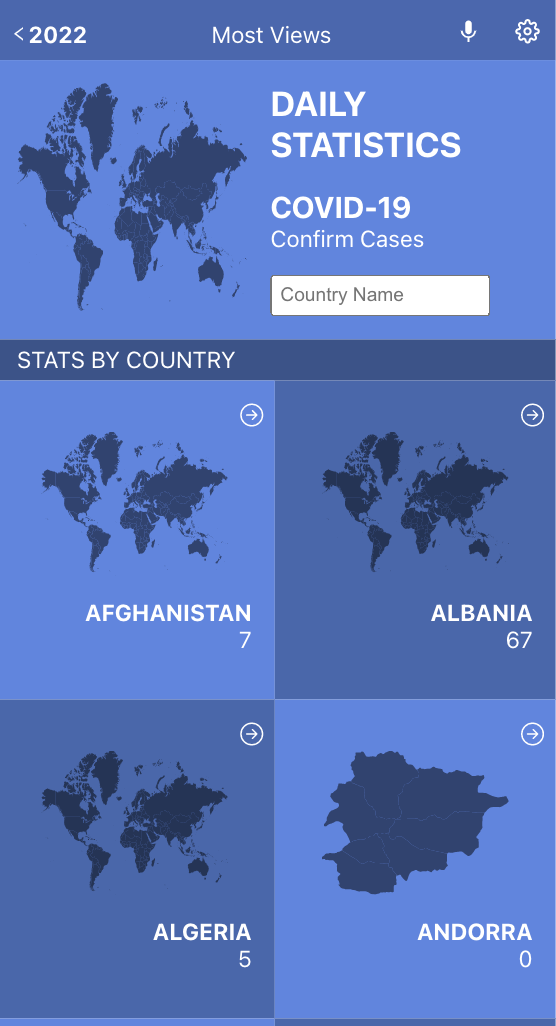 2022
Most Views
DAILY
STATISTICS
COVID-19
Confirm Cases
Country Name
STATS BY COUNTRY
AFGHANISTAN
7
ALBANIA
67
ALGERIA
5
ANDORRA
0